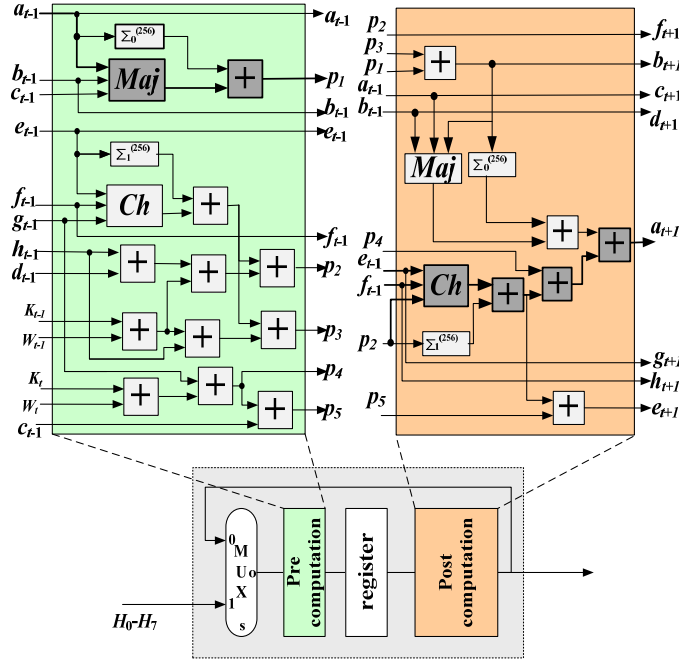 a_{t-1} Σ_0^{(256)} a_{t-1}
b_{t-1} Maj + p_1
c_{t-1} b_{t-1}
e_{t-1} e_{t-1}
Σ_1^{(256)}
f_{t-1} Ch +
g_{t-1} f_{t-1}
h_{t-1} + + + p_2
d_{t-1}
K_{t-1} + + + p_3
W_{t-1}
K_t + + p_4
W_t + p_5
c_{t-1}
p_2 f_{t+1}
p_3 + b_{t+1}
p_1
a_{t-1} c_{t+1}
b_{t-1} d_{t+1}
Maj Σ_0^{(256)}
+ + a_{t+1}
p_4
e_{t-1} Ch + +
f_{t-1}
p_2 Σ_1^{(256)}
g_{t+1}
h_{t+1}
p_5 + e_{t+1}
0
M
U o
X
1
s
H_0-H_7
Pre computation
register
Post computation